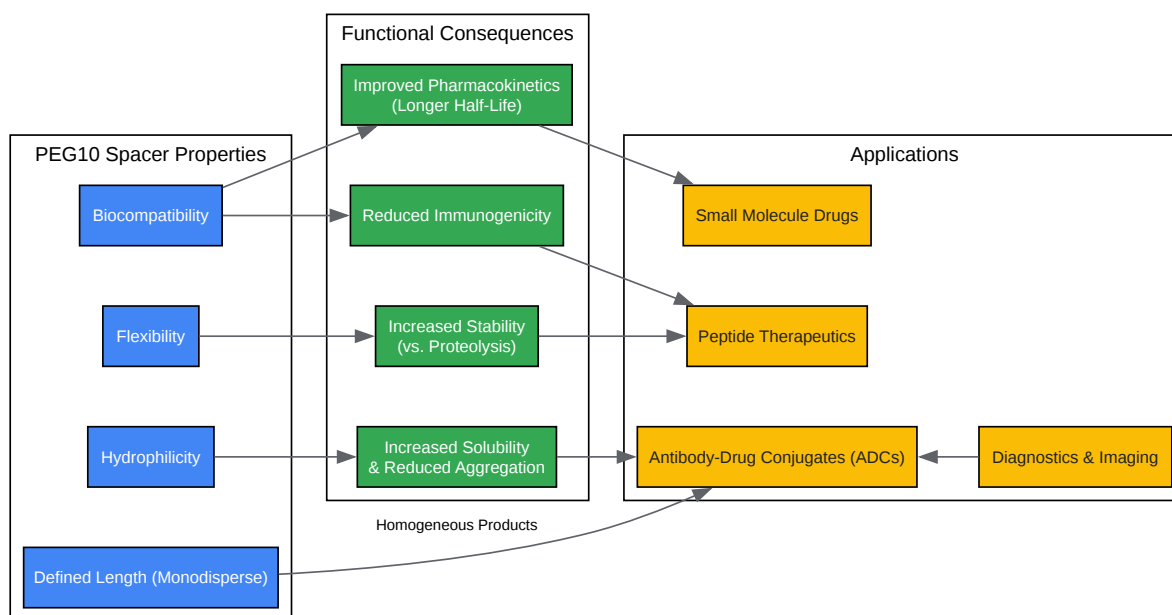 Functional Consequences
Improved Pharmacokinetics
(Longer Half-Life)
PEG10 Spacer Properties
Applications
Biocompatibility
Reduced Immunogenicity
Small Molecule Drugs
Flexibility
Increased Stability
(vs. Proteolysis)
Peptide Therapeutics
Hydrophilicity
Increased Solubility
& Reduced Aggregation
Antibody-Drug Conjugates (ADCs)
Diagnostics & Imaging
Homogeneous Products
Defined Length (Monodisperse)